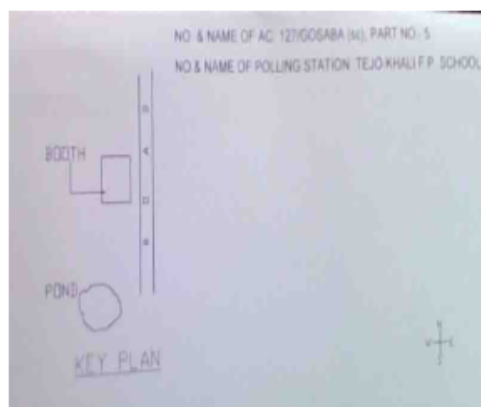 NO. & NAME OF AC: 127/GOSABA (sc), PART NO.- 5
NO.& NAME OF POLLING STATION: TEJO KHALI F.P. SCHOOL
BOOTH
POND
KEY PLAN